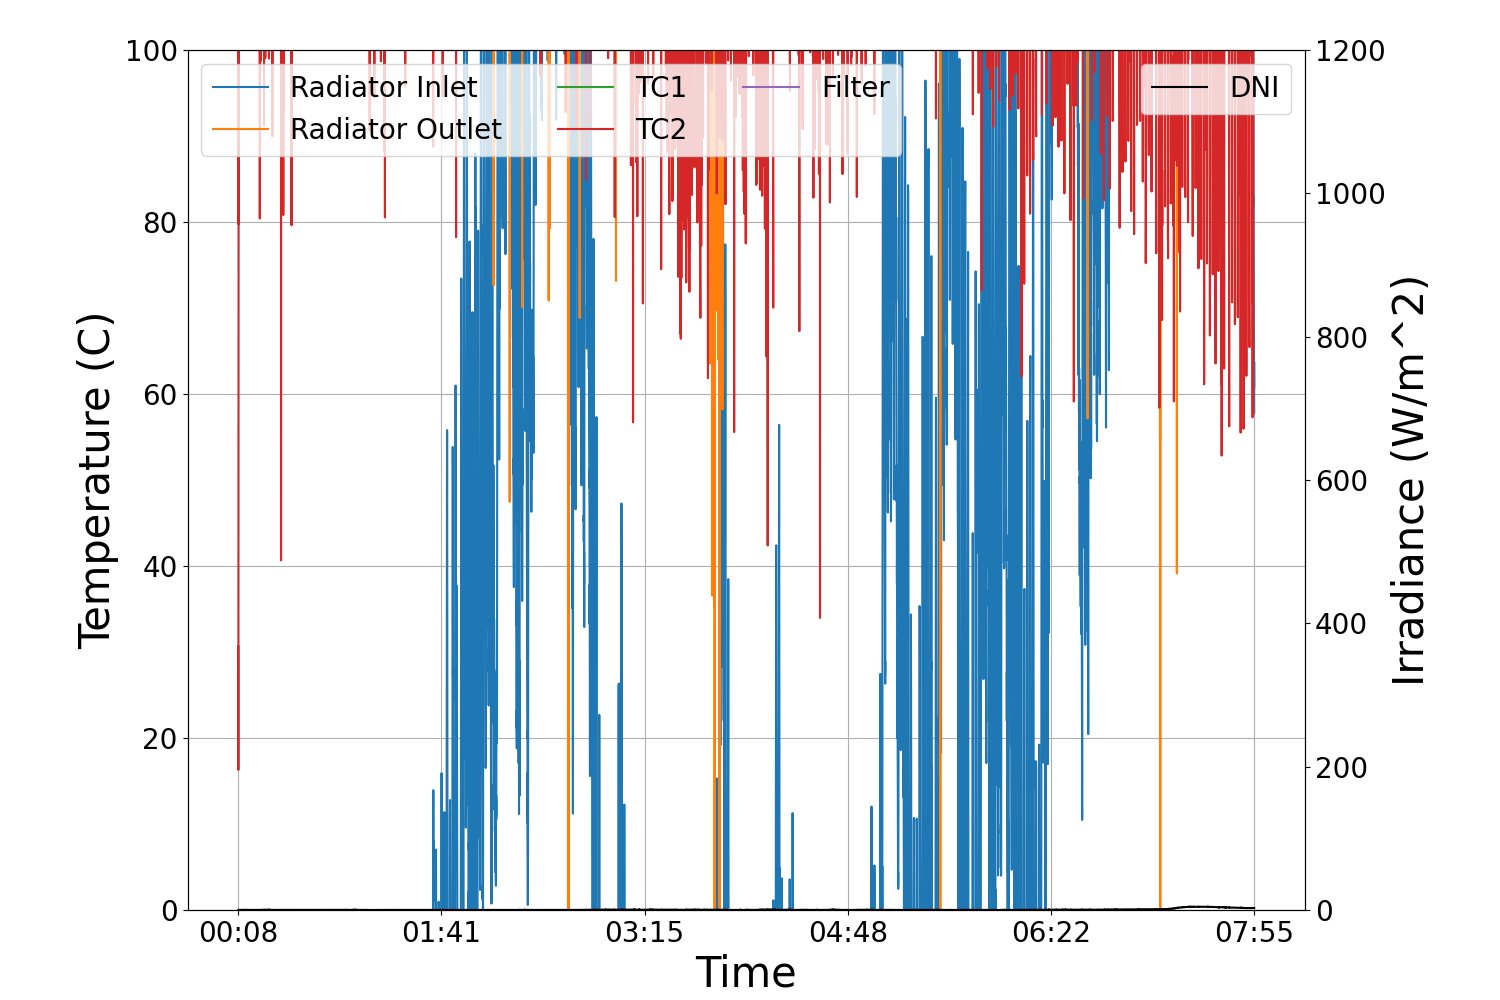 100
80
60
40
20
0
Temperature (C)
Radiator Inlet
Radiator Outlet
TC1
TC2
Filter
DNI
1200
1000
800
600
400
200
0
Irradiance (W/m^2)
00:08 01:41 03:15 04:48 06:22 07:55
Time